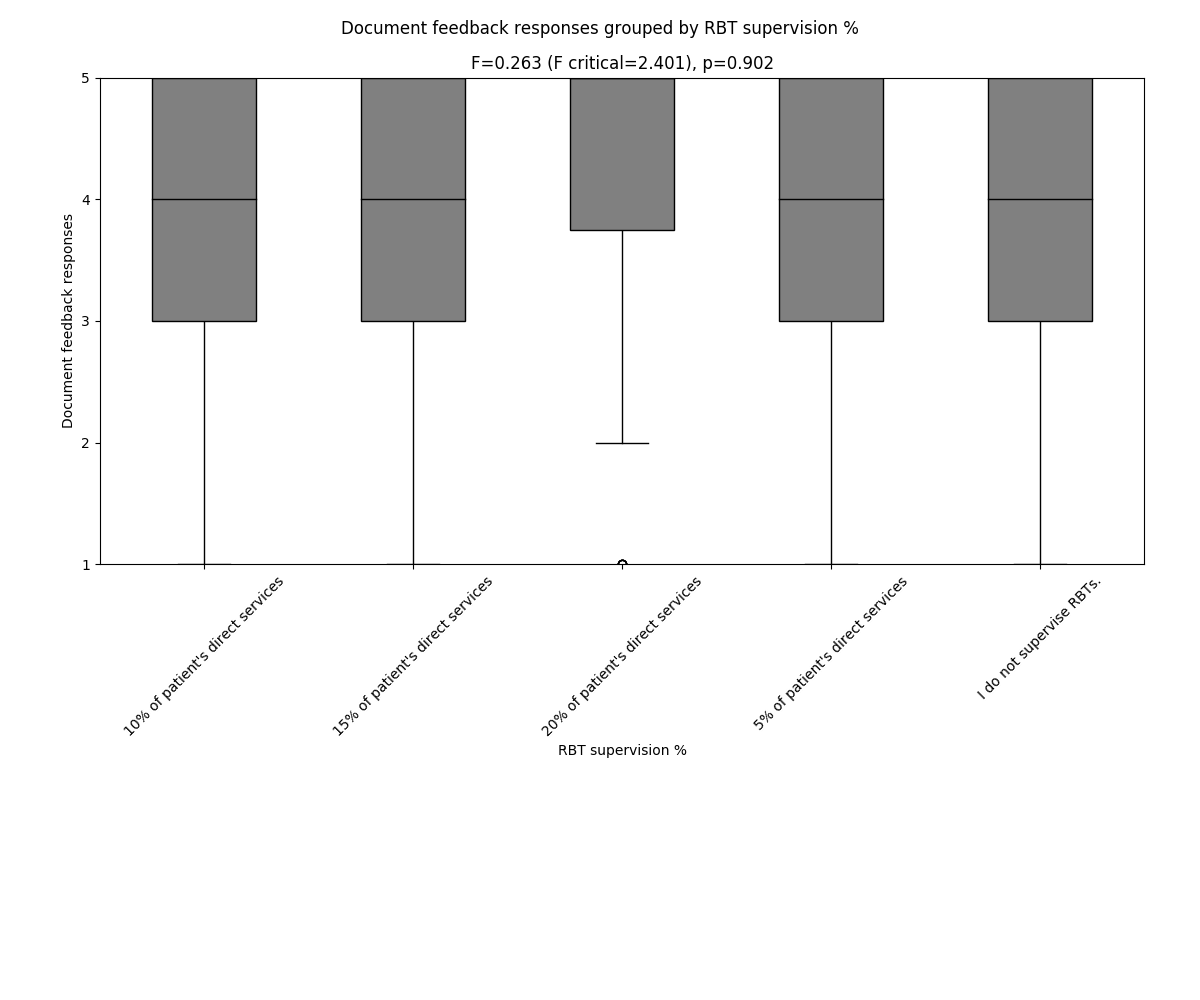 Document feedback responses grouped by RBT supervision %
F=0.263 (F critical=2.401), p=0.902
5
4
3
2
1
Document feedback responses
10% of patient's direct services
15% of patient's direct services
20% of patient's direct services
5% of patient's direct services
I do not supervise RBTs.
RBT supervision %